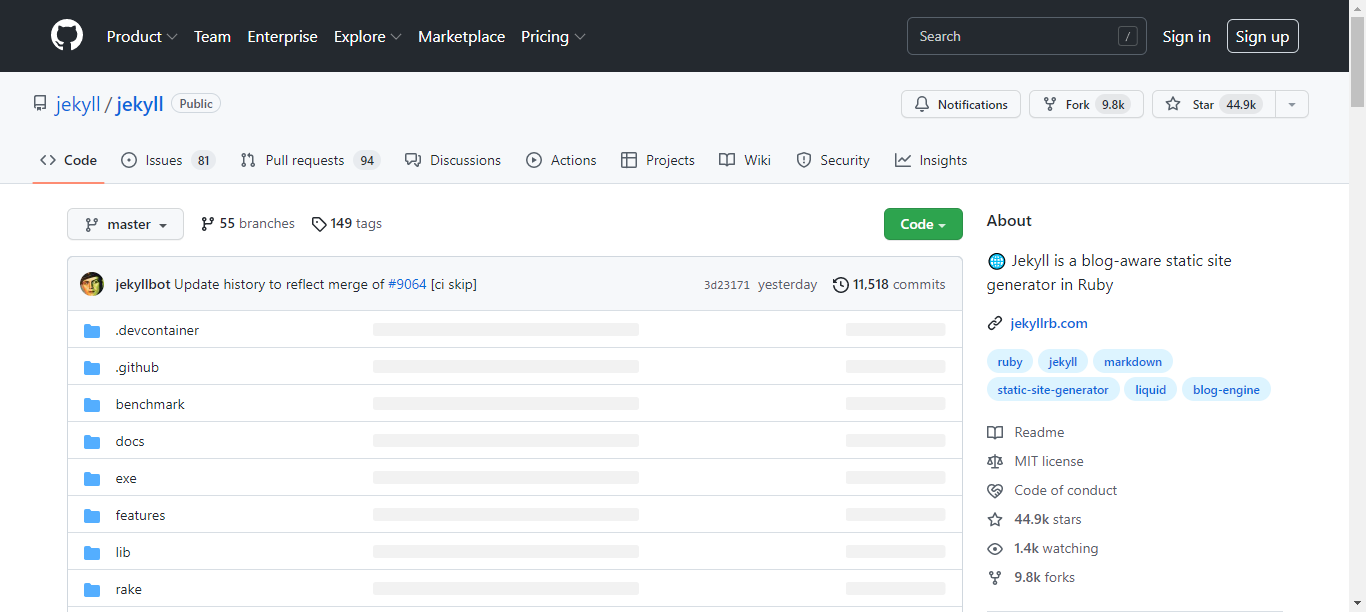 Product Team Enterprise Explore Marketplace Pricing Search / Sign in Sign up
jekyll / jekyll Public Notifications Fork 9.8k Star 44.9k
Code Issues 81 Pull requests 94 Discussions Actions Projects Wiki Security Insights
master 55 branches 149 tags Code
jekyllbot Update history to reflect merge of #9064 [ci skip] 3d23171 yesterday 11,518 commits
.devcontainer
.github
benchmark
docs
exe
features
lib
rake
About
Jekyll is a blog-aware static site
generator in Ruby
jekyllrb.com
ruby jekyll markdown
static-site-generator liquid blog-engine
Readme
MIT license
Code of conduct
44.9k stars
1.4k watching
9.8k forks